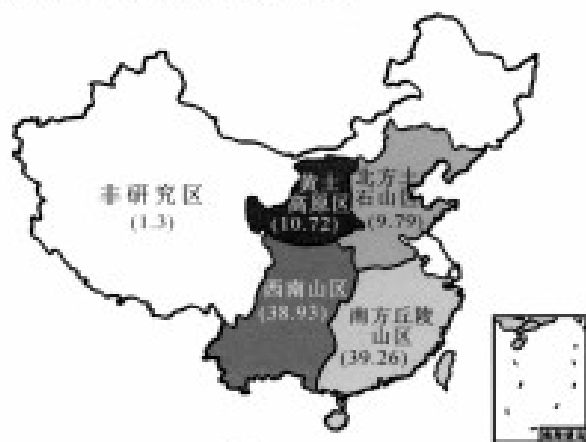 非研究区
(1.3)
黄土
高原区
(10.72)
北方土
石山区
(9.79)
西南山区
(38.93)
南方丘陵
山区
(39.26)